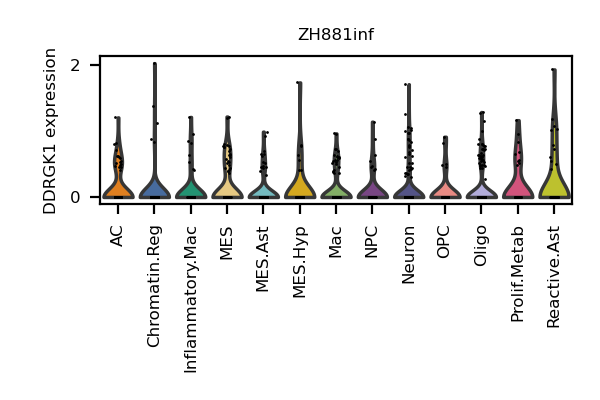 ZH881inf
DDRGK1 expression
2
0
AC
Chromatin.Reg
Inflammatory.Mac
MES
MES.Ast
MES.Hyp
Mac
NPC
Neuron
OPC
Oligo
Prolif.Metab
Reactive.Ast